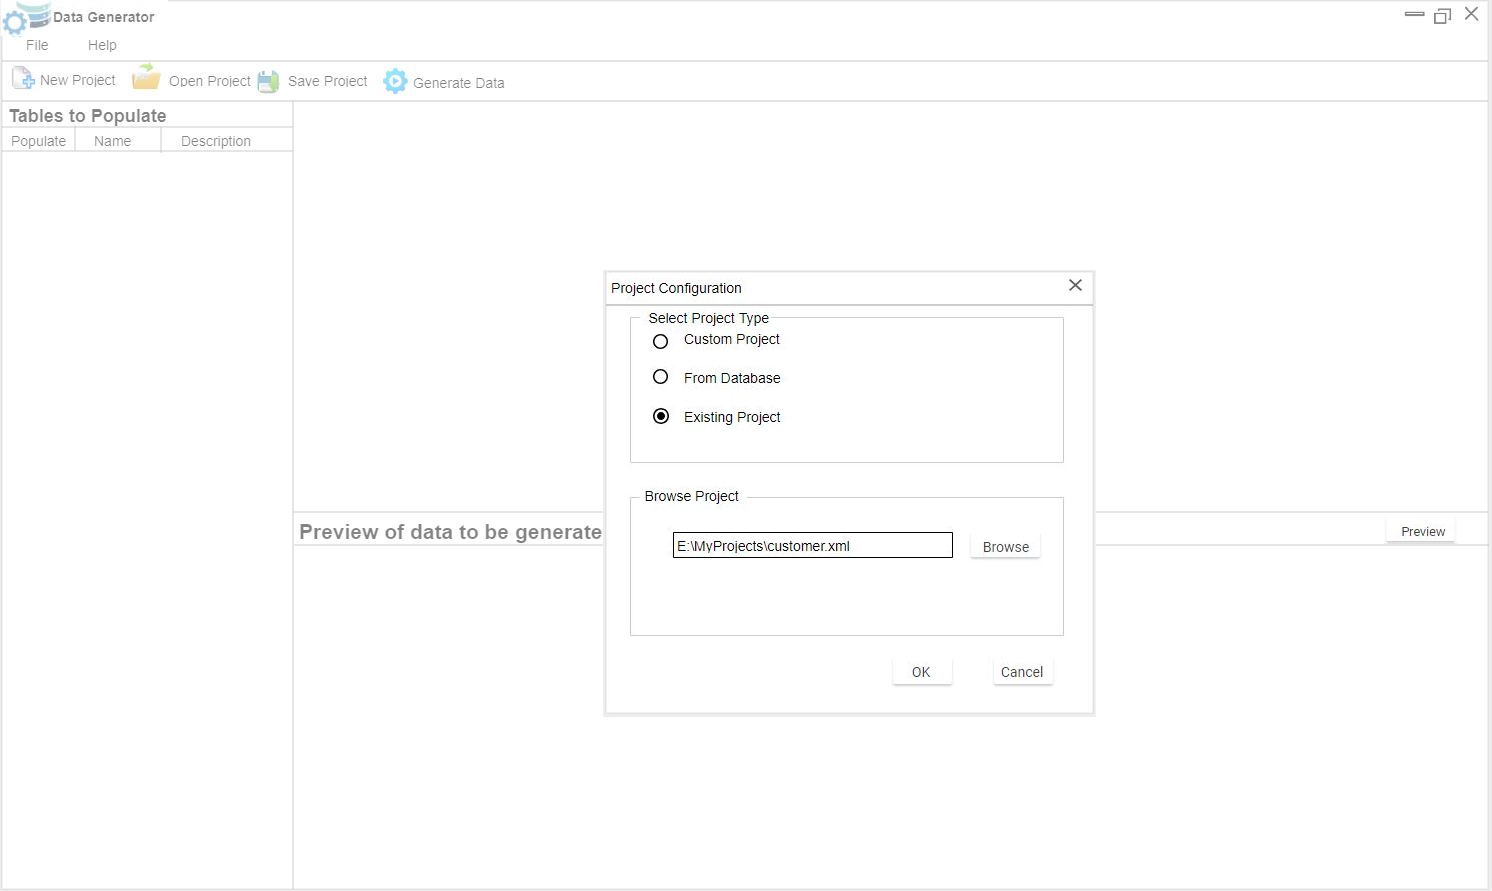 Data Generator
File Help
New Project Open Project Save Project Generate Data
Tables to Populate
Populate Name Description
Project Configuration
Select Project Type
Custom Project
From Database
Existing Project
Browse Project
Preview of data to be generate
Preview
E:\MyProjects\customer.xml
Browse
OK Cancel